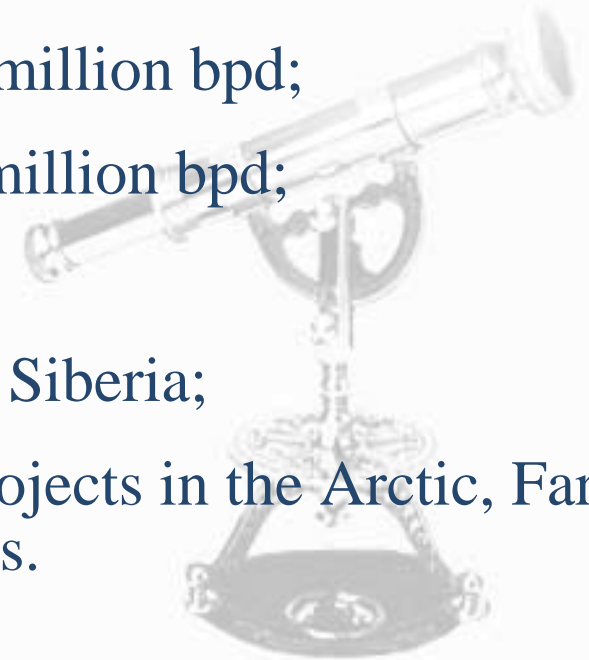 million bpd;
million bpd;
Siberia;
ojects in the Arctic, Far
s.